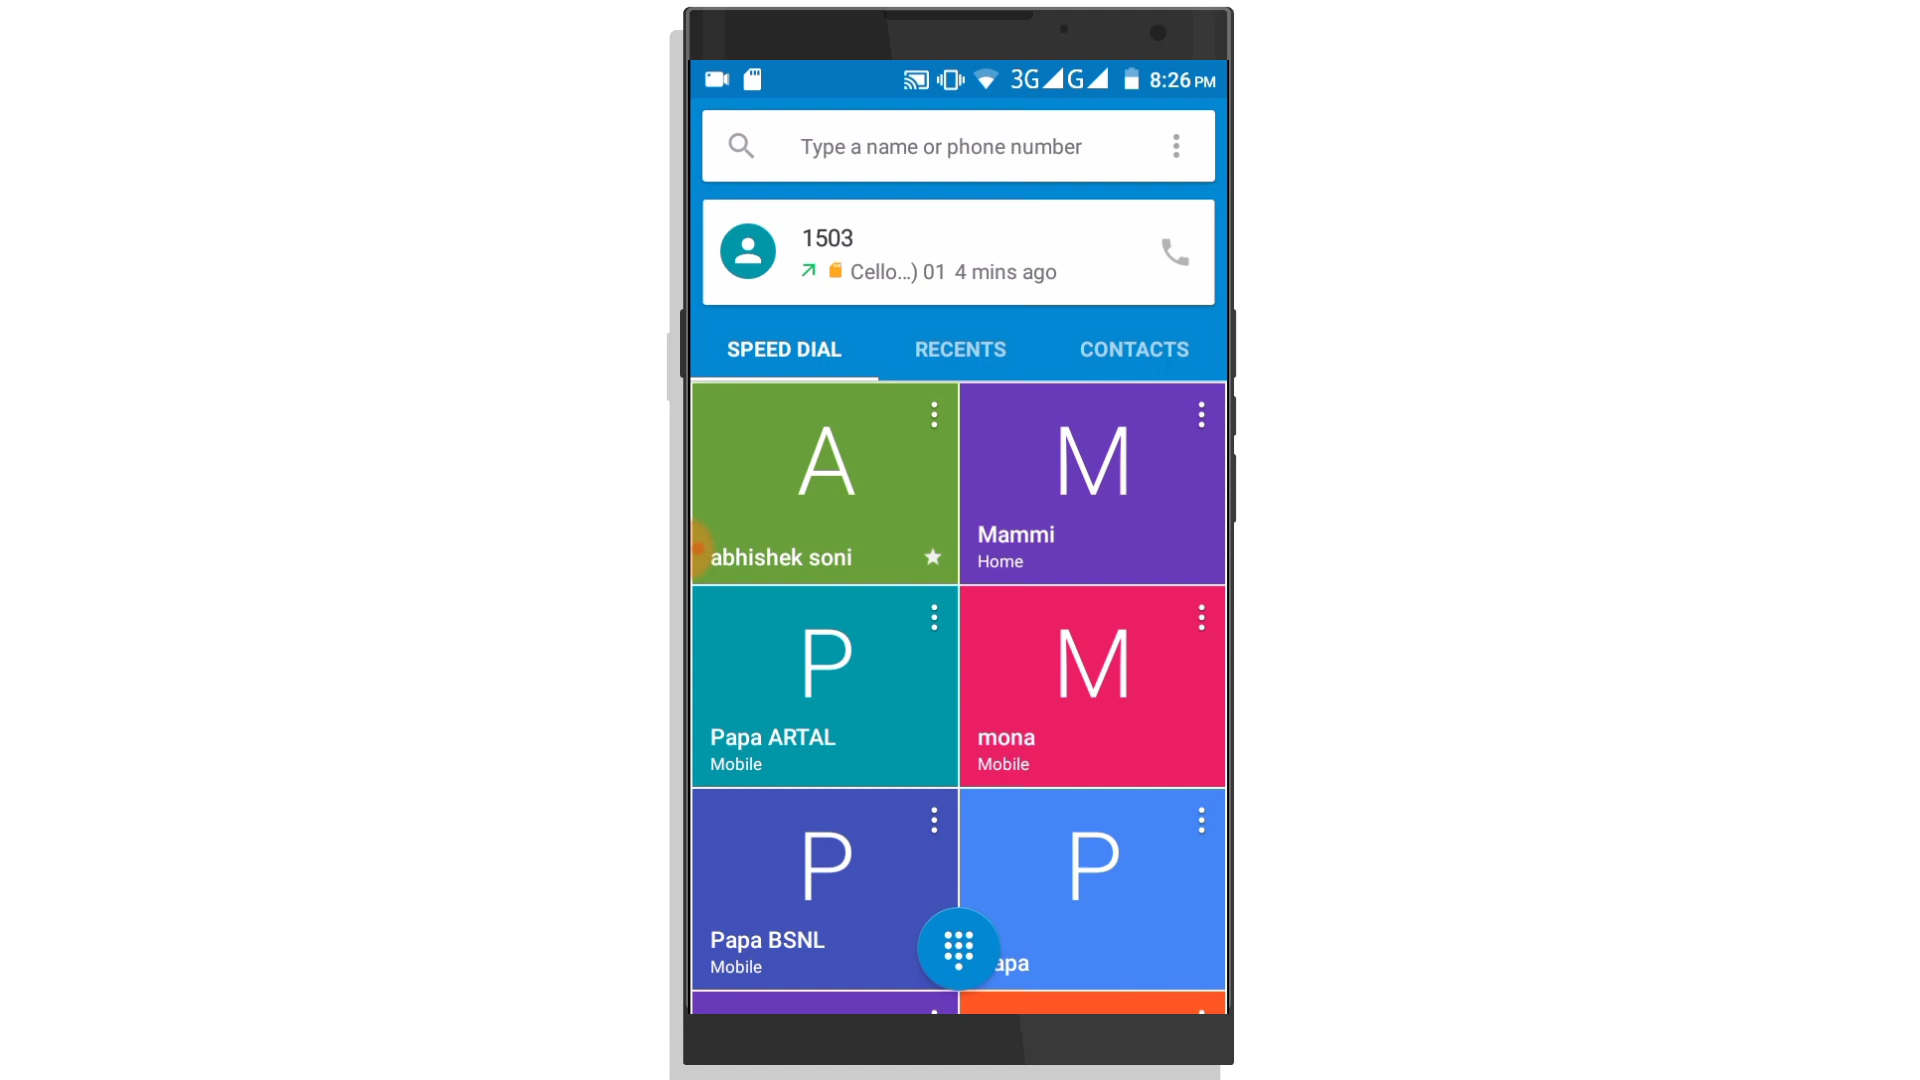 3G G 8:26 PM
Type a name or phone number
1503
Cello...) 01 4 mins ago
SPEED DIAL RECENTS CONTACTS
A M
abhishek soni
Mammi
Home
P M
Papa ARTAL mona
Mobile Mobile
P P
Papa BSNL
Mobile
apa